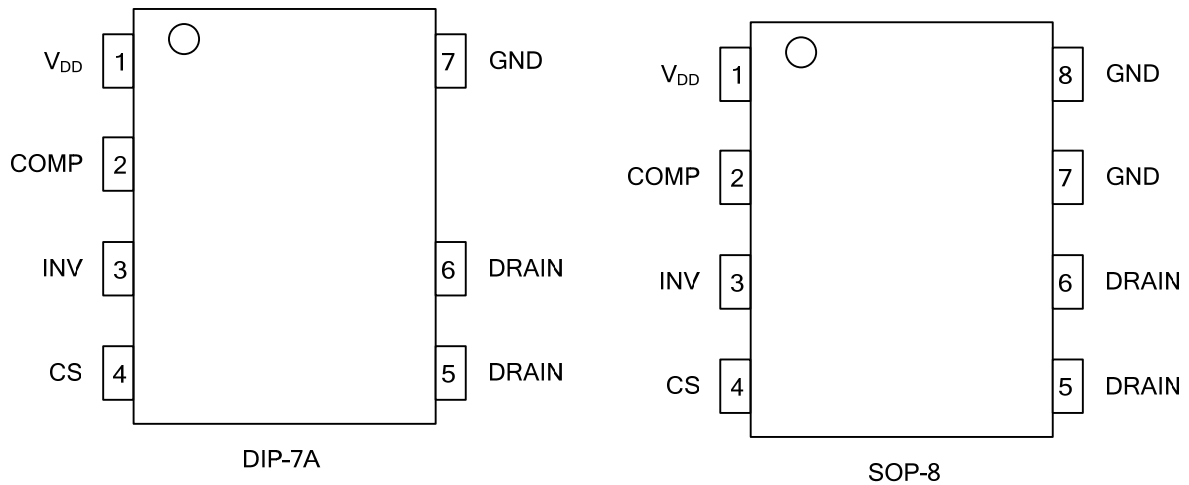 V_DD 1 7 GND
COMP 2
INV 3 6 DRAIN
CS 4 5 DRAIN
DIP-7A
V_DD 1 8 GND
COMP 2 7 GND
INV 3 6 DRAIN
CS 4 5 DRAIN
SOP-8